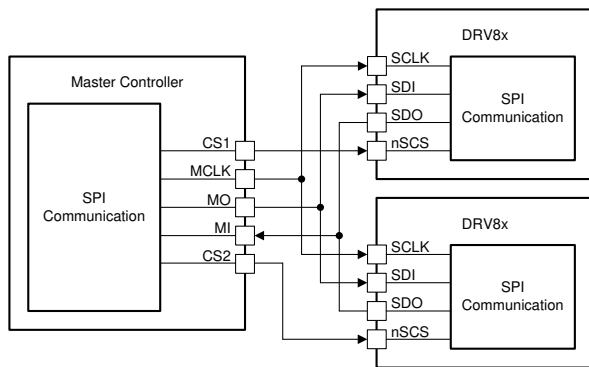 Master Controller
SPI
Communication
CS1
MCLK
MO
MI
CS2
DRV8x
SCLK
SDI
SDO
nSCS
SPI
Communication
DRV8x
SCLK
SDI
SDO
nSCS
SPI
Communication